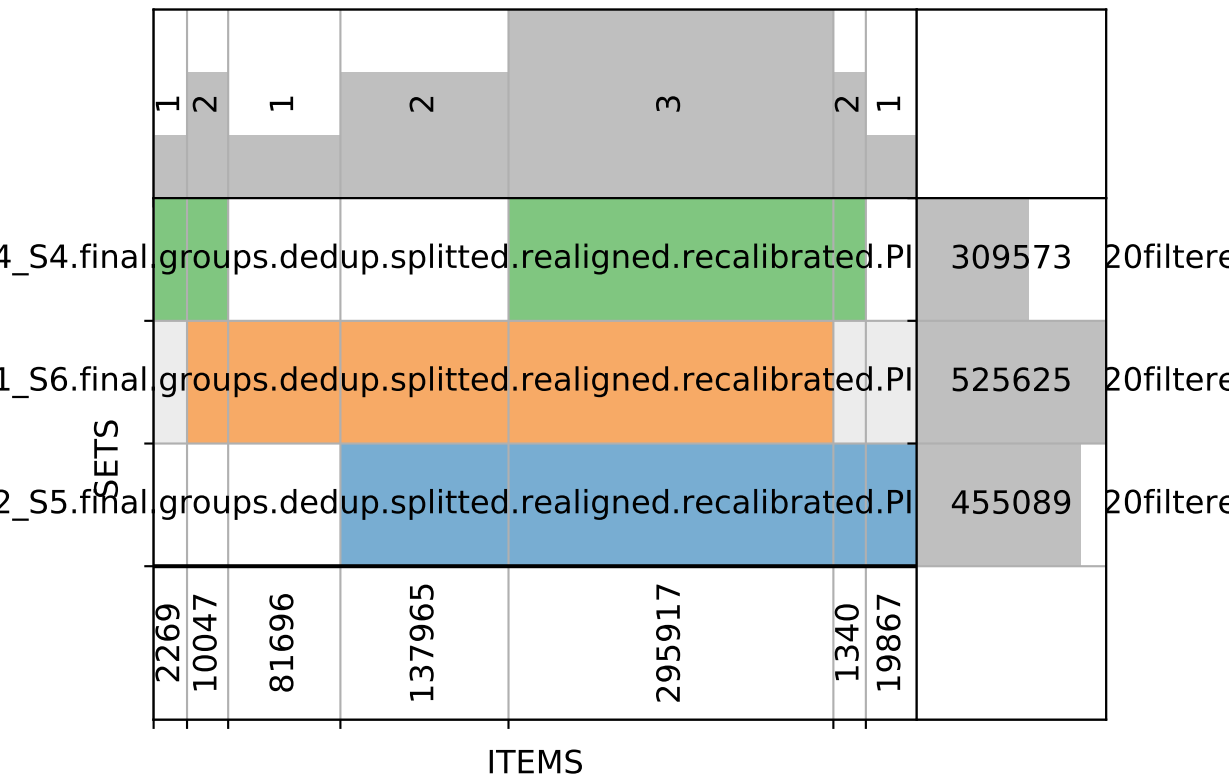 1 2 1 2 3 2 1
4_S4.final.groups.dedup.splitted.realigned.recalibrated.PI 309573 20filtere
1_S6.final.groups.dedup.splitted.realigned.recalibrated.PI 525625 20filtere
SETS
2_S5.final.groups.dedup.splitted.realigned.recalibrated.PI 455089 20filtere
2269 10047 81696 137965 295917 1340 19867
ITEMS